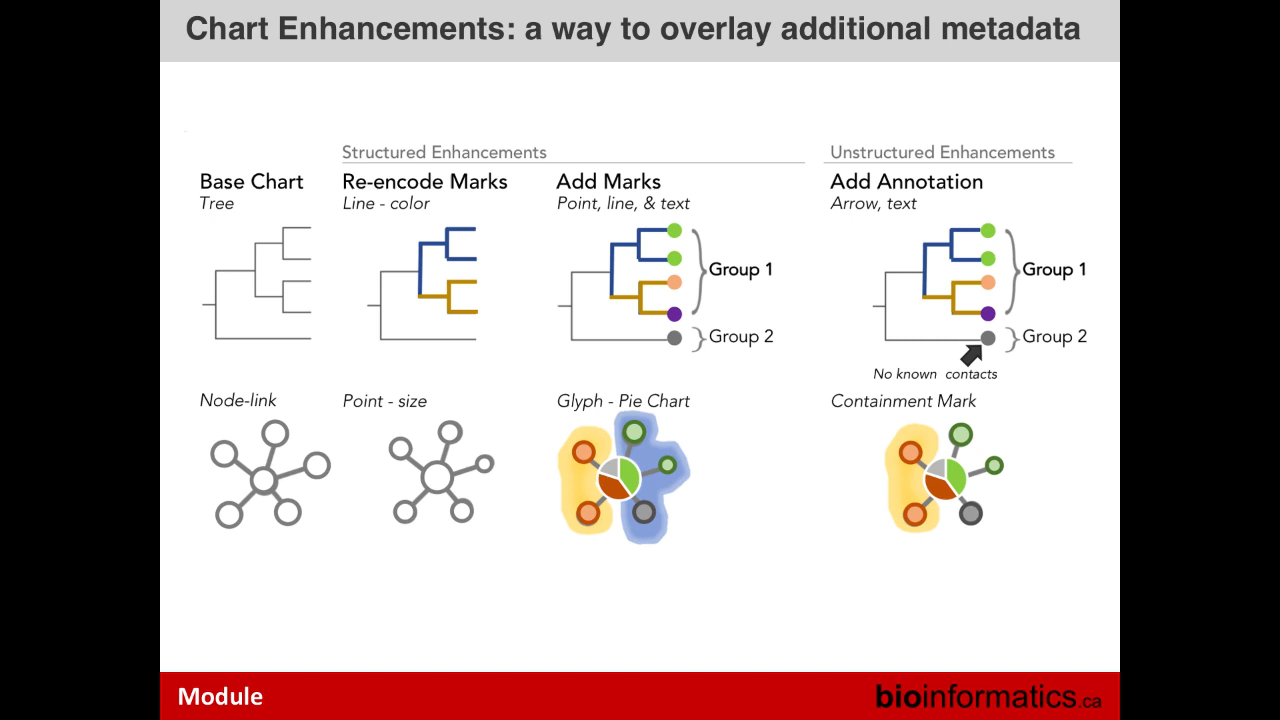 Chart Enhancements: a way to overlay additional metadata
Structured Enhancements
Unstructured Enhancements
Base Chart
Re-encode Marks
Add Marks
Add Annotation
Tree
Line - color
Point, line, & text
Arrow, text
Group 1
Group 2
Group 1
Group 2
No known contacts
Node-link
Point - size
Glyph - Pie Chart
Containment Mark
Module
bioinformatics.ca